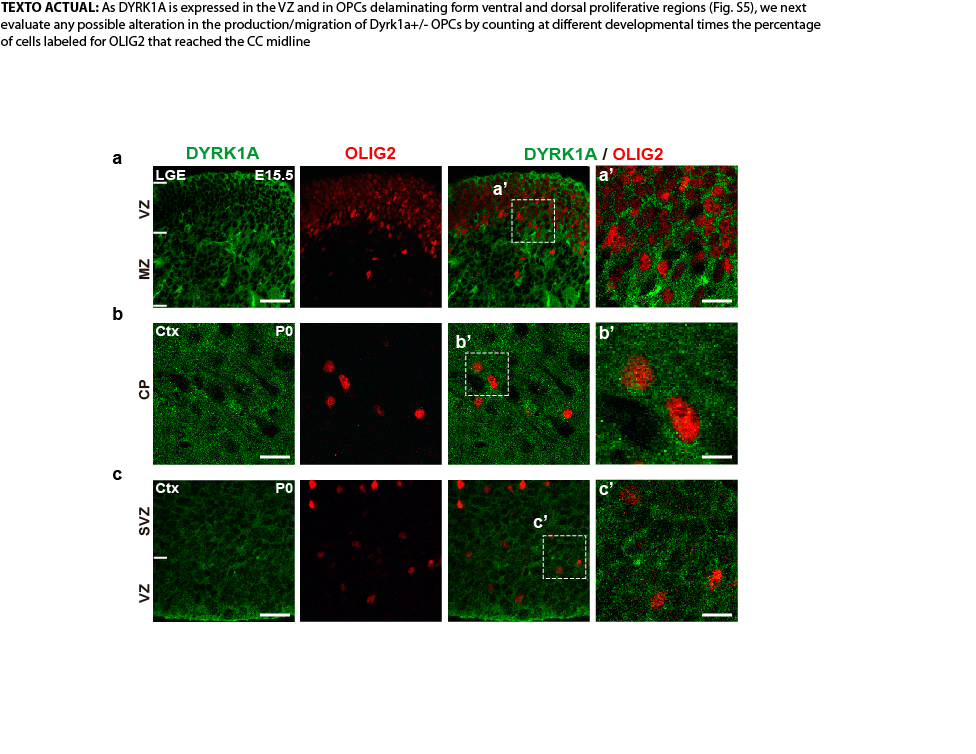 TEXTO ACTUAL: As DYRK1A is expressed in the VZ and in OPCs delaminating form ventral and dorsal proliferative regions (Fig. S5), we next
evaluate any possible alteration in the production/migration of Dyrk1a+/- OPCs by counting at different developmental times the percentage
of cells labeled for OLIG2 that reached the CC midline
DYRK1A OLIG2 DYRK1A / OLIG2
a
LGE E15.5 a’ a’
VZ
MZ
b
Ctx P0 b’ b’
CP
c
Ctx P0 c’ c’
SVZ
VZ